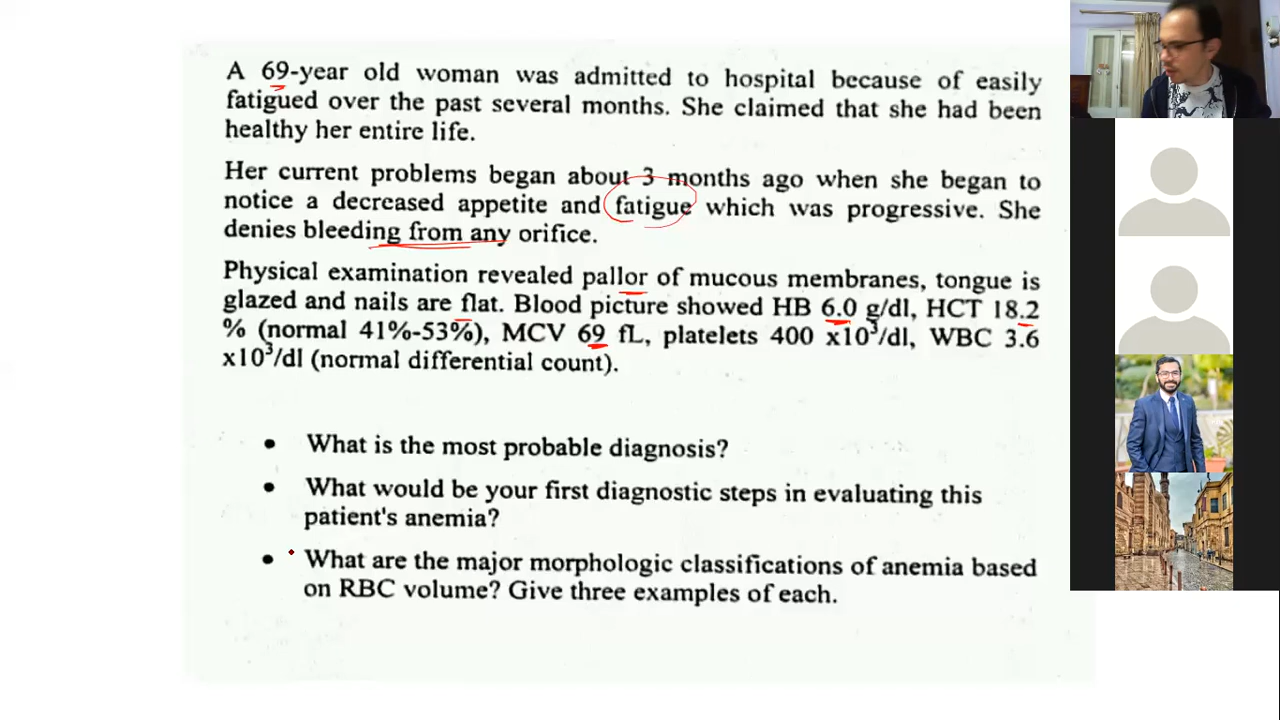 A 69-year old woman was admitted to hospital because of easily
fatigued over the past several months. She claimed that she had been
healthy her entire life.
Her current problems began about 3 months ago when she began to
notice a decreased appetite and fatigue which was progressive. She
denies bleeding from any orifice.
Physical examination revealed pallor of mucous membranes, tongue is
glazed and nails are flat. Blood picture showed HB 6.0 g/dl, HCT 18.2
% (normal 41%-53%), MCV 69 fL, platelets 400 x10³/dl, WBC 3.6
x10³/dl (normal differential count).
• What is the most probable diagnosis?
• What would be your first diagnostic steps in evaluating this
patient's anemia?
• What are the major morphologic classifications of anemia based
on RBC volume? Give three examples of each.